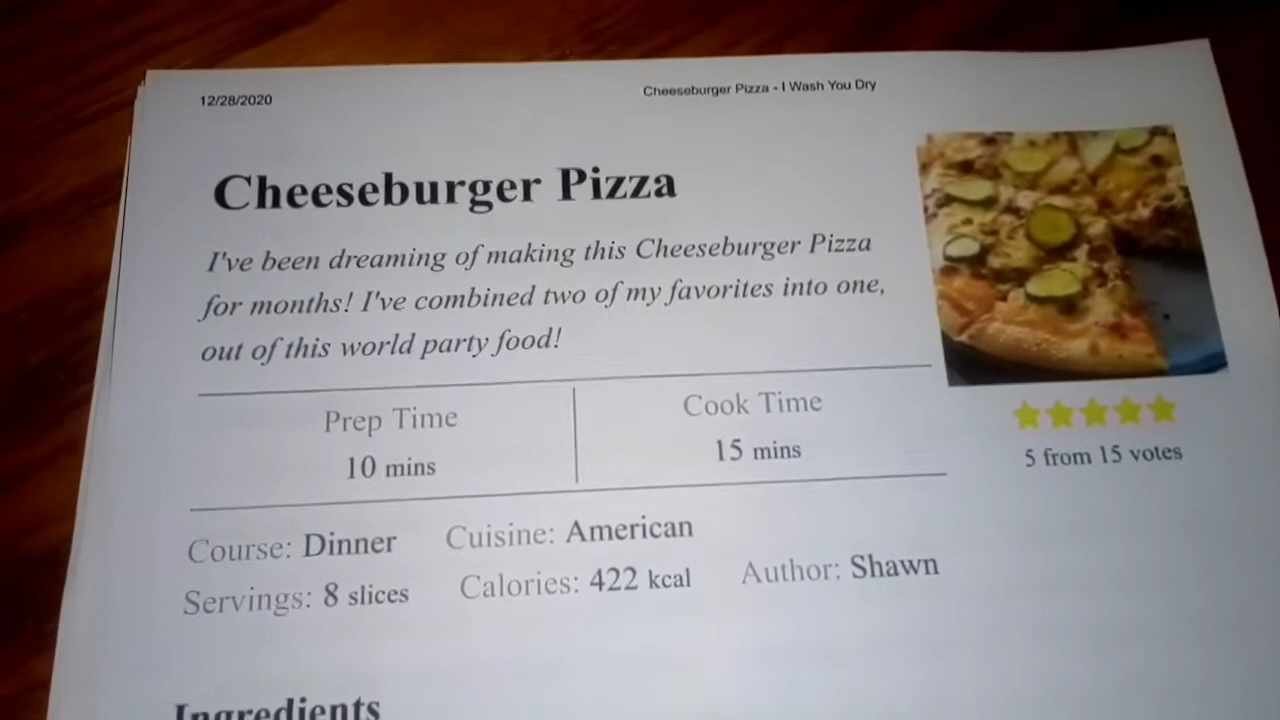 12/28/2020
Cheeseburger Pizza - I Wash You Dry
Cheeseburger Pizza
I've been dreaming of making this Cheeseburger Pizza
for months! I've combined two of my favorites into one,
out of this world party food!
Prep Time
10 mins
Cook Time
15 mins
5 from 15 votes
Course: Dinner
Cuisine: American
Servings: 8 slices
Calories: 422 kcal
Author: Shawn
Ingredients